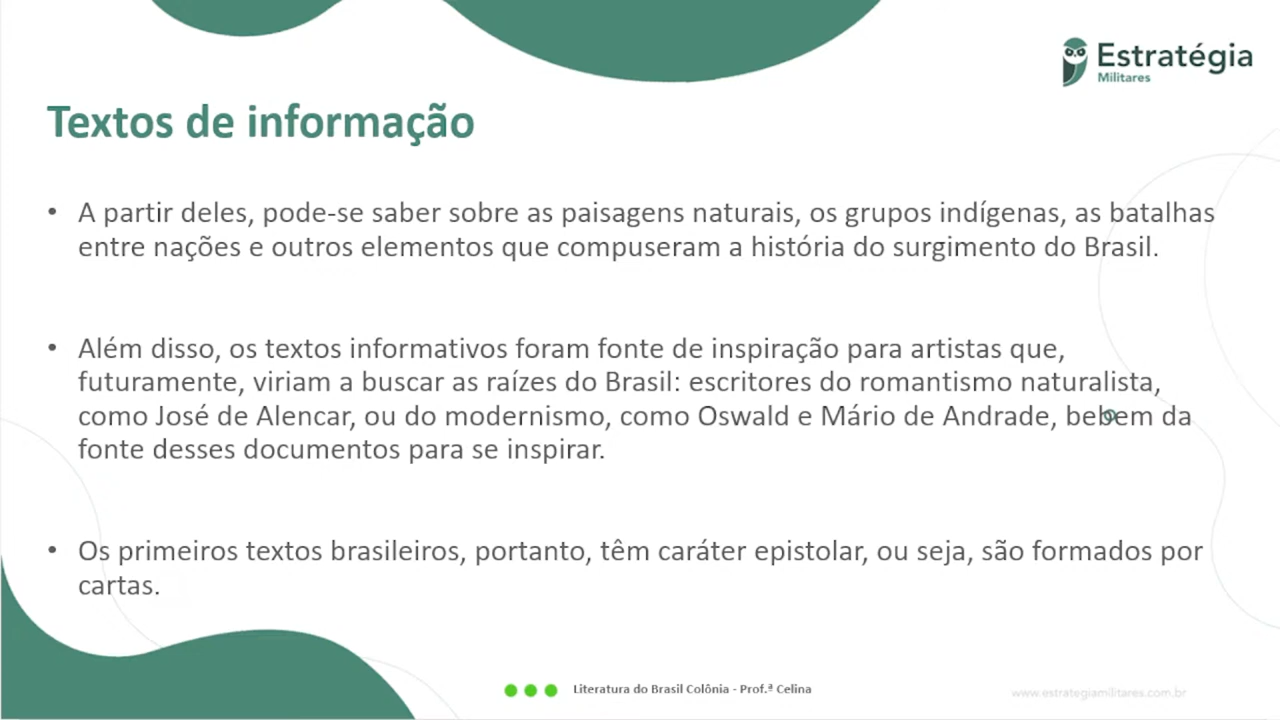 Estratégia
Militares
Textos de informação
• A partir deles, pode-se saber sobre as paisagens naturais, os grupos indígenas, as batalhas
entre nações e outros elementos que compuseram a história do surgimento do Brasil.
• Além disso, os textos informativos foram fonte de inspiração para artistas que,
futuramente, viriam a buscar as raízes do Brasil: escritores do romantismo naturalista,
como José de Alencar, ou do modernismo, como Oswald e Mário de Andrade, bebem da
fonte desses documentos para se inspirar.
• Os primeiros textos brasileiros, portanto, têm caráter epistolar, ou seja, são formados por
cartas.
Literatura do Brasil Colônia - Prof.ª Celina
www.estrategiamilitares.com.br